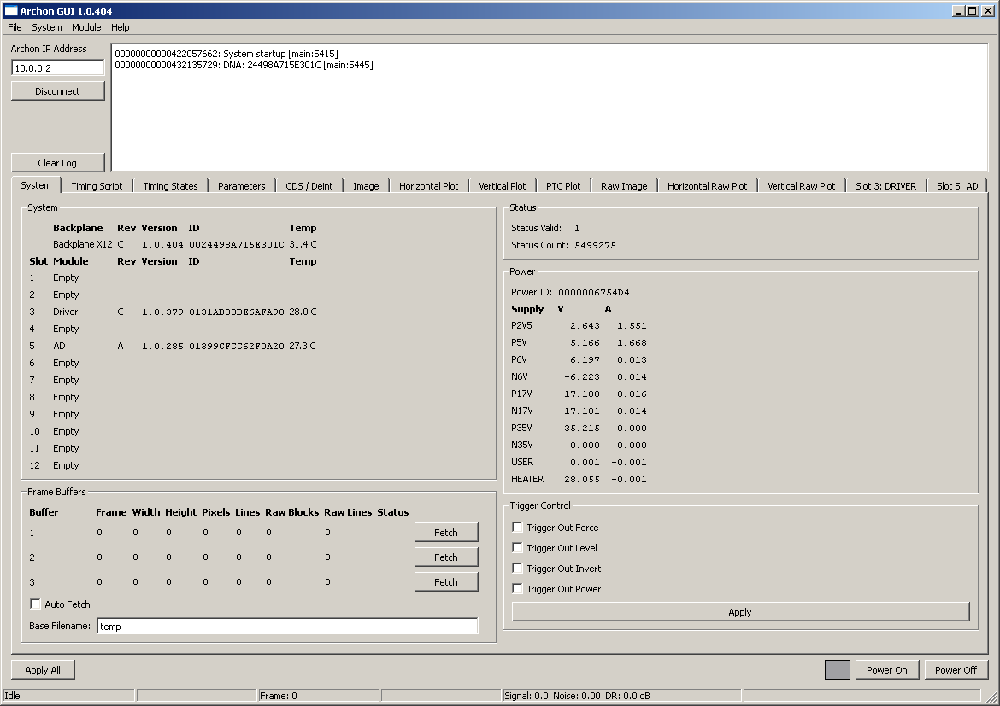 Archon GUI 1.0.404
File System Module Help
Archon IP Address
10.0.0.2
Disconnect
Clear Log
00000000000422057662: System startup [main:5415]
00000000000432135729: DNA: 24498A715E301C [main:5445]
System Timing Script Timing States Parameters CDS / Deint Image Horizontal Plot Vertical Plot PTC Plot Raw Image Horizontal Raw Plot Vertical Raw Plot Slot 3: DRIVER Slot 5: AD
System
Backplane Rev Version ID Temp
Backplane X12 C 1.0.404 0024498A715E301C 31.4 C
Slot Module Rev Version ID Temp
1 Empty
2 Empty
3 Driver C 1.0.379 0131AB38BE6AFA98 28.0 C
4 Empty
5 AD A 1.0.285 01399CFCC62F0A20 27.3 C
6 Empty
7 Empty
8 Empty
9 Empty
10 Empty
11 Empty
12 Empty
Frame Buffers
Buffer Frame Width Height Pixels Lines Raw Blocks Raw Lines Status
1 0 0 0 0 0 0 0 Fetch
2 0 0 0 0 0 0 0 Fetch
3 0 0 0 0 0 0 0 Fetch
Auto Fetch
Base Filename: temp
Status
Status Valid: 1
Status Count: 5499275
Power
Power ID: 0000006754D4
Supply V A
P2V5 2.643 1.551
P5V 5.166 1.668
P6V 6.197 0.013
N6V -6.223 0.014
P17V 17.188 0.016
N17V -17.181 0.014
P35V 35.215 0.000
N35V 0.000 0.000
USER 0.001 -0.001
HEATER 28.055 -0.001
Trigger Control
Trigger Out Force
Trigger Out Level
Trigger Out Invert
Trigger Out Power
Apply
Apply All Power On Power Off
Idle Frame: 0 Signal: 0.0 Noise: 0.00 DR: 0.0 dB